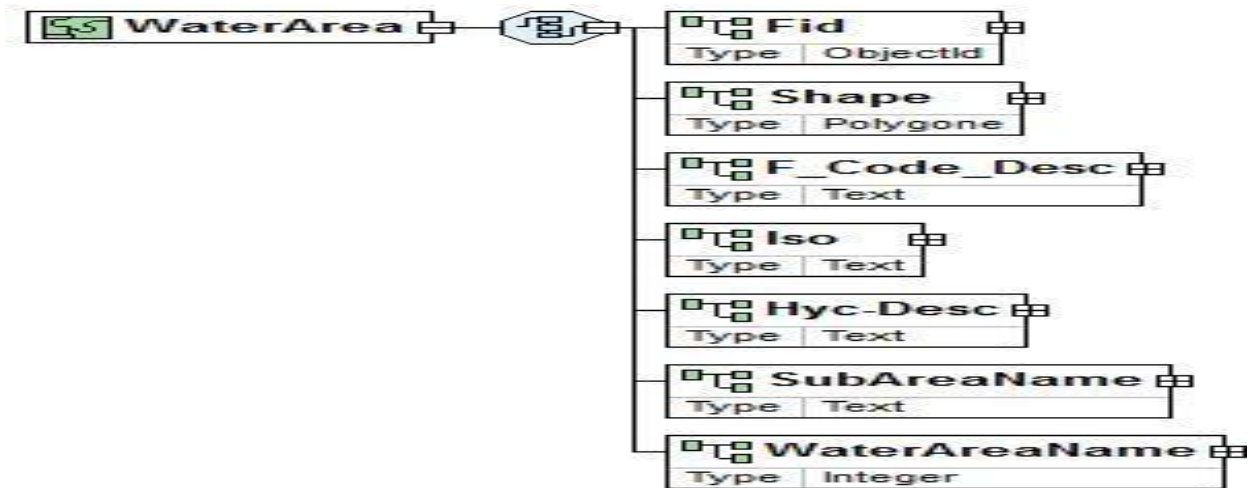 WaterArea
Fid
Type ObjectId
Shape
Type Polygone
F_Code_Desc
Type Text
Iso
Type Text
Hyc-Desc
Type Text
SubAreaName
Type Text
WaterAreaName
Type Integer